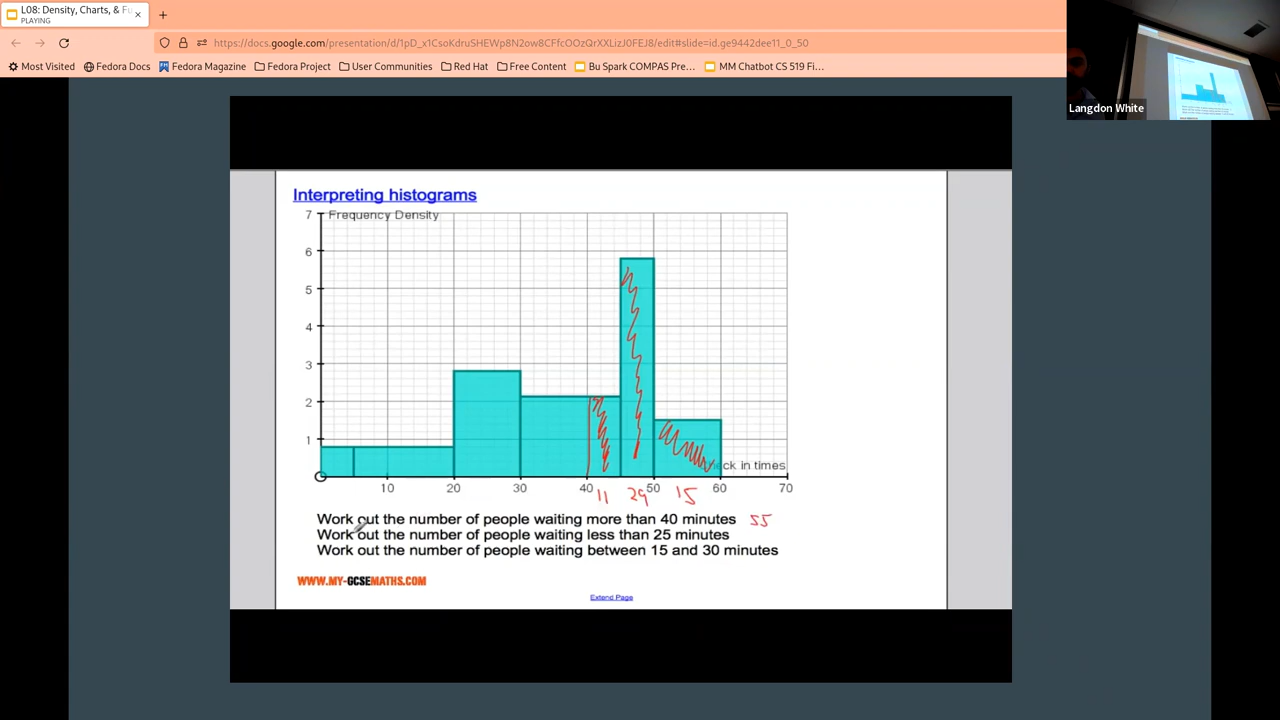 L08: Density, Charts, & Fu
PLAYING
https://docs.google.com/presentation/d/1pD_x1CsoKdruSHEWp8N2ow8CFfcOOzQrXXLizJ0FEJ8/edit#slide=id.ge9442dee11_0_50
Most Visited Fedora Docs Fedora Magazine Fedora Project User Communities Red Hat Free Content Bu Spark COMPAS Pre… MM Chatbot CS 519 Fi…
Langdon White
Interpreting histograms
7 Frequency Density
6
5
4
3
2
1
Check in times
0 10 20 30 40 50 60 70
11 29 15
Work out the number of people waiting more than 40 minutes 55
Work out the number of people waiting less than 25 minutes
Work out the number of people waiting between 15 and 30 minutes
WWW.MY-GCSEMATHS.COM
Extend Page